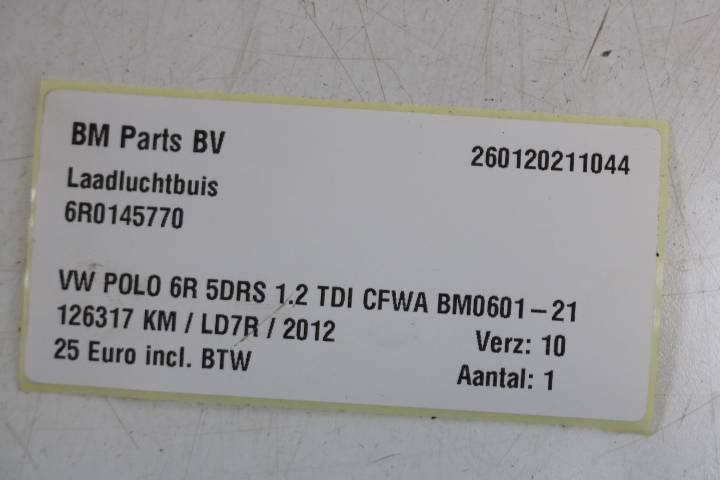 BM Parts BV
260120211044
Laadluchtbuis
6R0145770
VW POLO 6R 5DRS 1.2 TDI CFWA BM0601-21
126317 KM / LD7R / 2012
Verz: 10
25 Euro incl. BTW
Aantal: 1